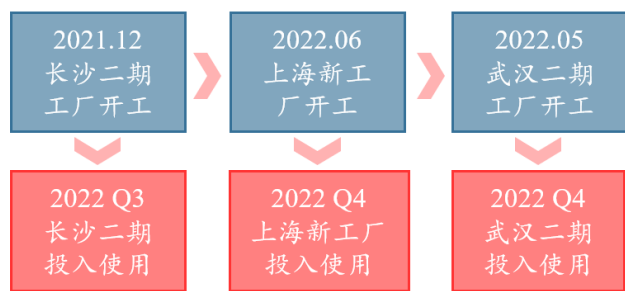 2021.12
长沙二期
工厂开工
2022.06
上海新工
厂开工
2022.05
武汉二期
工厂开工
2022 Q3
长沙二期
投入使用
2022 Q4
上海新工厂
投入使用
2022 Q4
武汉二期
投入使用